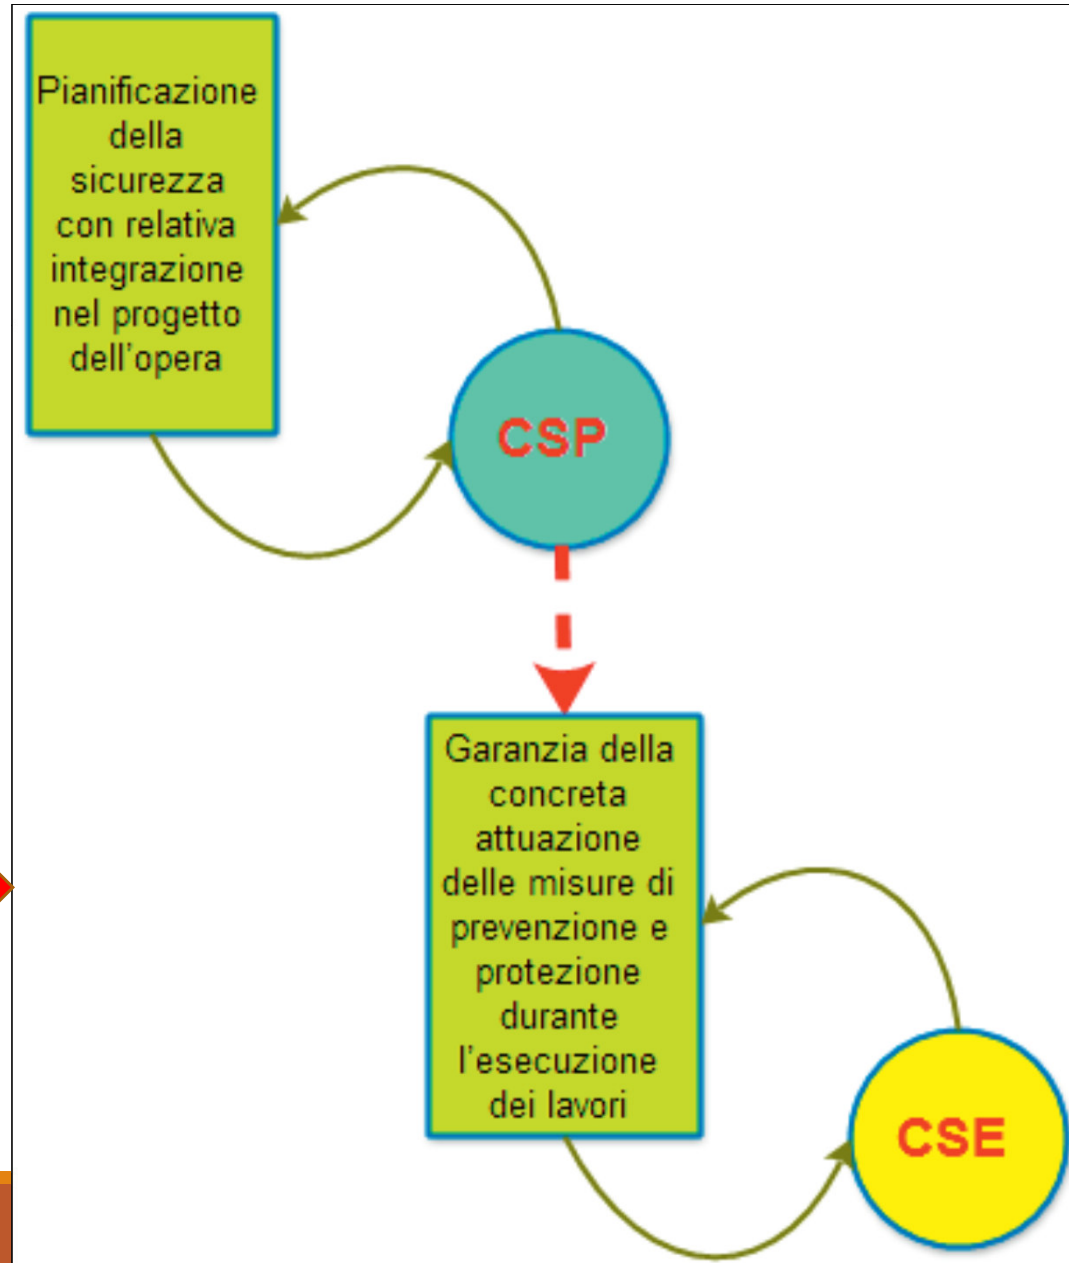 Pianificazione
della
sicurezza
con relativa
integrazione
nel progetto
dell'opera
CSP
Garanzia della
concreta
attuazione
delle misure di
prevenzione e
protezione
durante
l'esecuzione
dei lavori
CSE